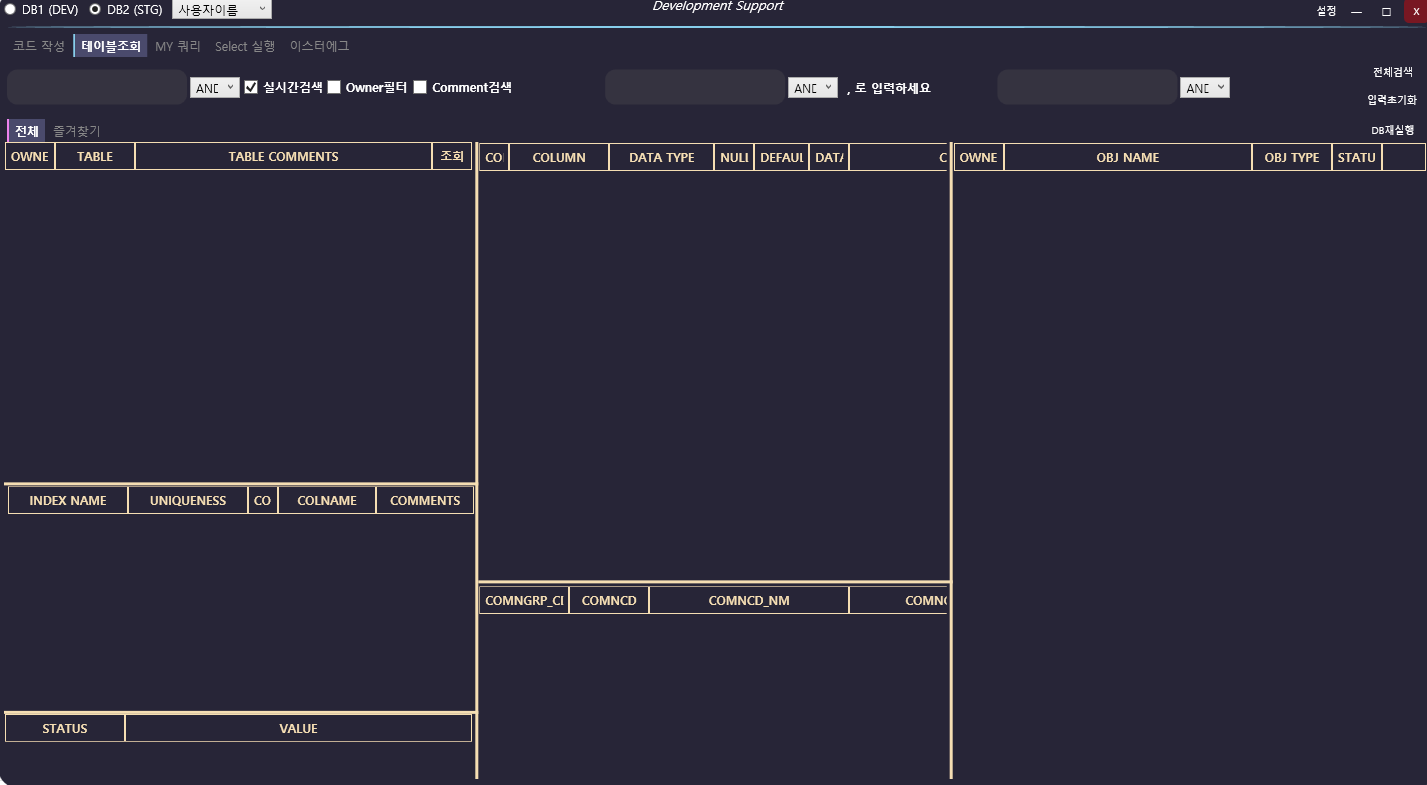 DB1 (DEV) DB2 (STG) 사용자이름 Development Support 설정 — □ x
코드 작성 테이블조회 MY 쿼리 Select 실행 이스터에그
전체검색
AND 실시간검색 Owner필터 Comment검색 AND , 로 입력하세요 AND
입력초기화
전체 즐겨찾기 DB재실행
OWNE TABLE TABLE COMMENTS 조회 CO COLUMN DATA TYPE NULL DEFAUL DATA C OWNE OBJ NAME OBJ TYPE STATU
INDEX NAME UNIQUENESS CO COLNAME COMMENTS
COMNGRP_CD COMNCD COMNCD_NM COMNC
STATUS VALUE